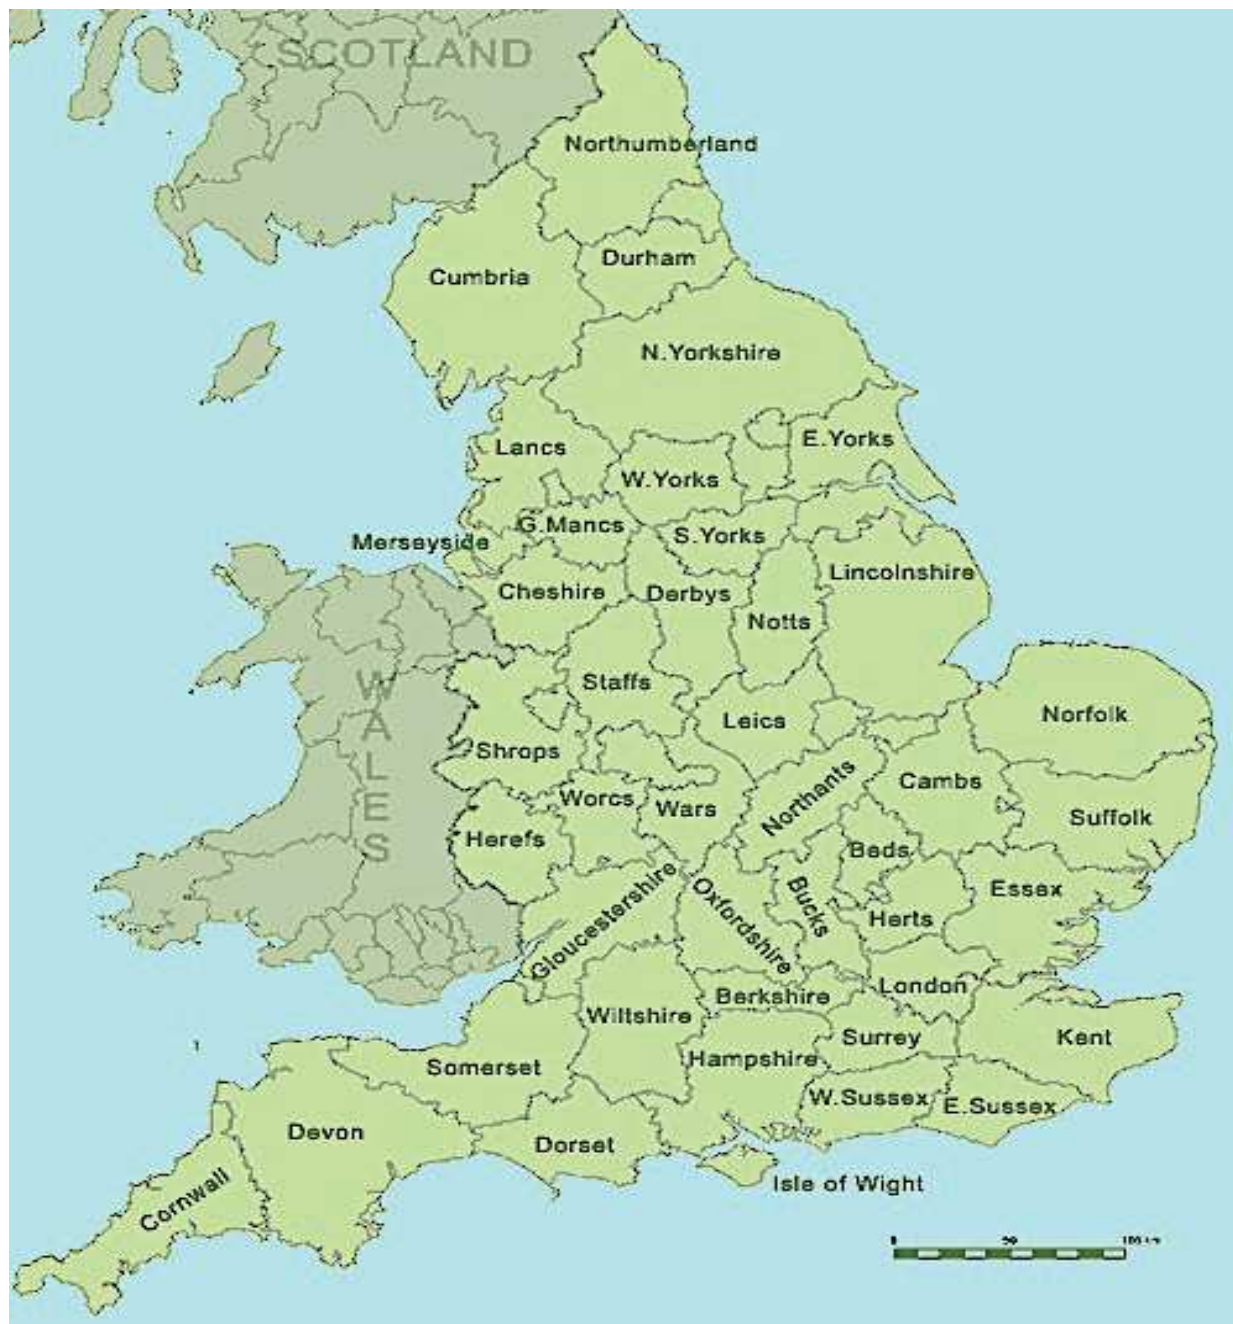 SCOTLAND
Northumberland
Durham
Cumbria
N.Yorkshire
Lancs
E.Yorks
W.Yorks
G.Mancs
S.Yorks
Merseyside
Lincolnshire
Cheshire
Derbys
Notts
WALES
Staffs
Leics
Norfolk
Shrops
Northants
Cambs
Worcs
Wars
Suffolk
Herefs
Beds
Essex
Gloucestershire
Oxfordshire
Bucks
Herts
London
Berkshire
Wiltshire
Surrey
Kent
Somerset
Hampshire
W.Sussex
E.Sussex
Devon
Dorset
Cornwall
Isle of Wight